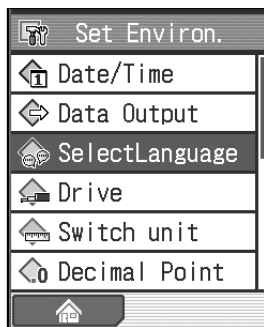 Set Environ.
Date/Time
Data Output
SelectLanguage
Drive
Switch unit
Decimal Point